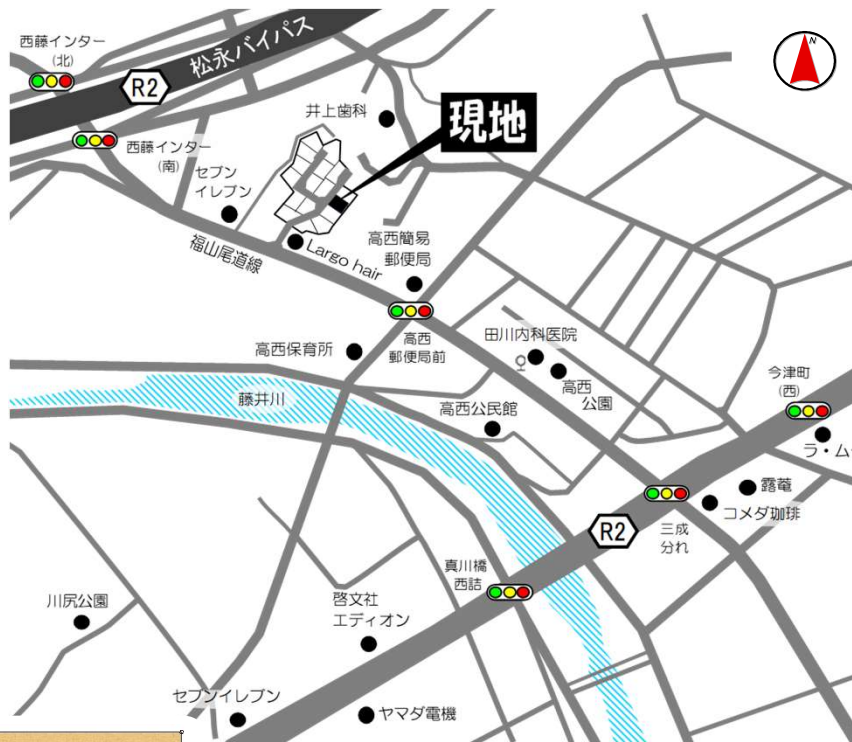 西藤インター
(北)
松永バイパス
R2
N
井上歯科
現地
西藤インター
(南)
セブン
イレブン
福山尾道線
Largo hair
高西簡易
郵便局
高西保育所
高西
郵便局前
田川内科医院
高西
公園
今津町
(西)
藤井川
高西公民館
ラ・ム
露菴
コメダ珈琲
R2
三成
分れ
真川橋
西詰
川尻公園
啓文社
エディオン
セブンイレブン
ヤマダ電機